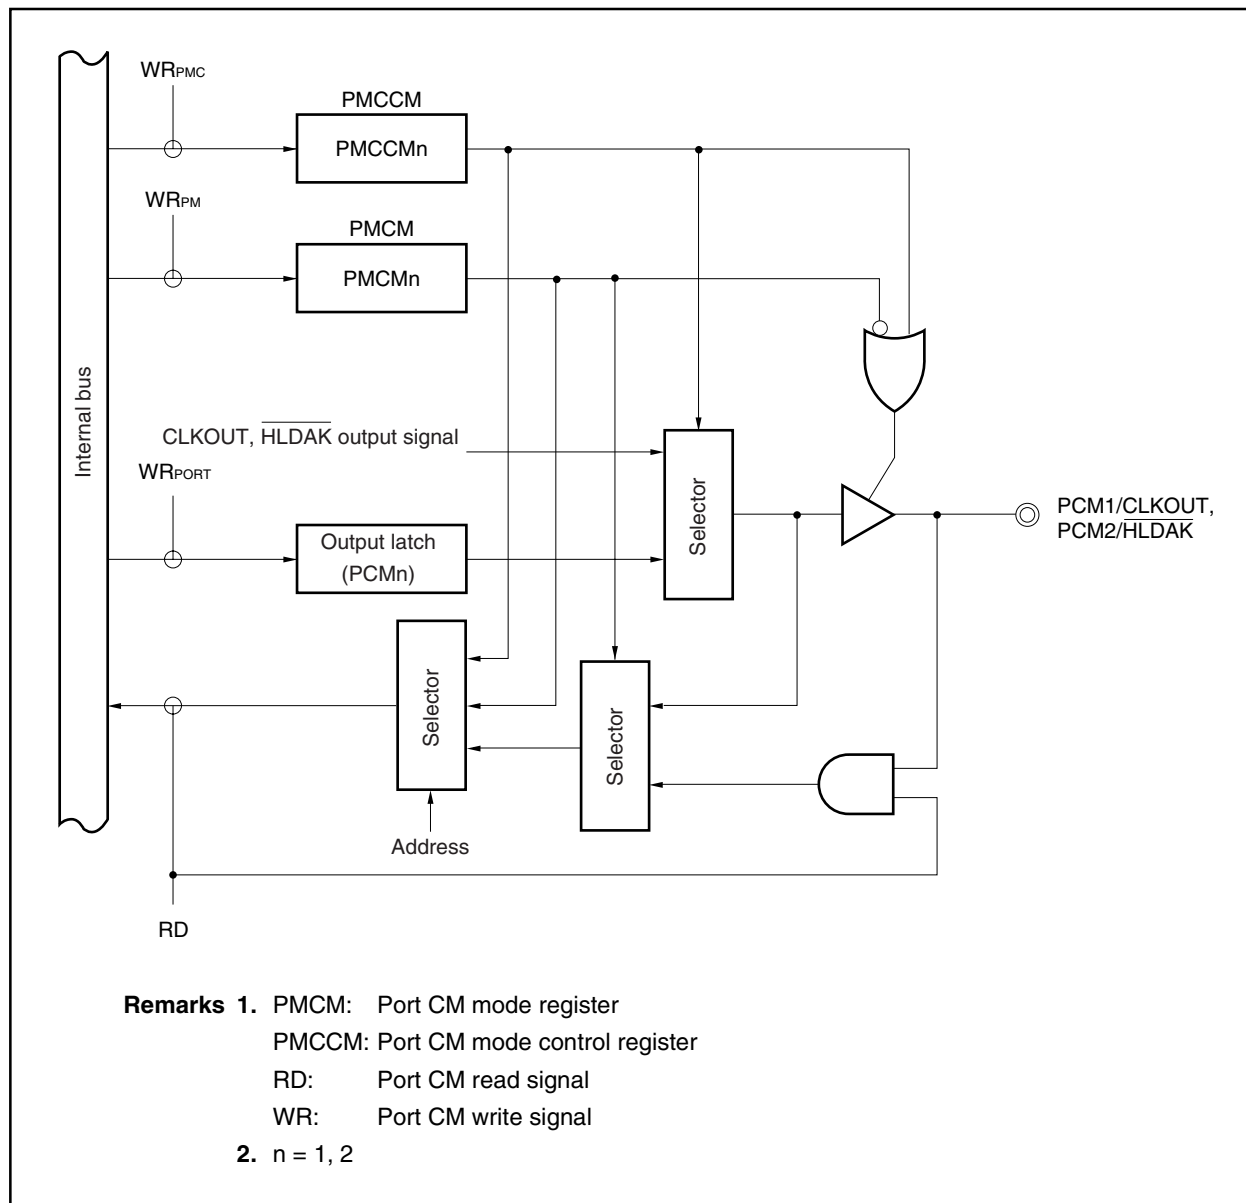 WRPMC
PMCCM
PMCCMn
WRPM
PMCM
PMCMn
Internal bus
CLKOUT, HLDAK output signal
WRPORT
Output latch
(PCMn)
Selector
PCM1/CLKOUT,
PCM2/HLDAK
Selector
Selector
Address
RD
Remarks 1. PMCM: Port CM mode register
PMCCM: Port CM mode control register
RD: Port CM read signal
WR: Port CM write signal
2. n = 1, 2